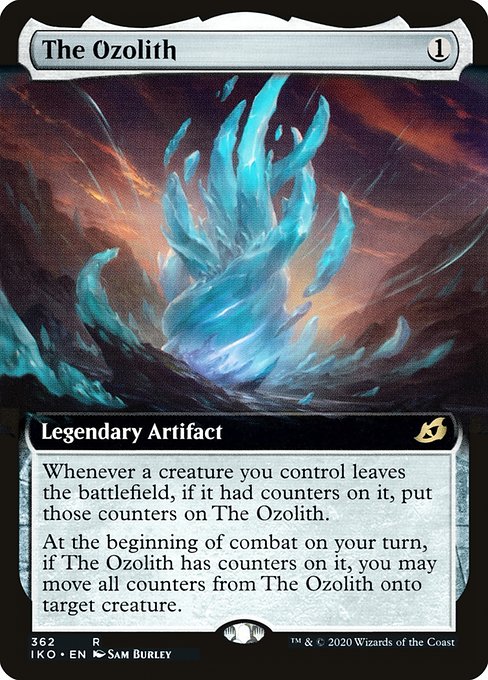 The Ozolith 1
Legendary Artifact
Whenever a creature you control leaves
the battlefield, if it had counters on it, put
those counters on The Ozolith.
At the beginning of combat on your turn,
if The Ozolith has counters on it, you may
move all counters from The Ozolith onto
target creature.
362 R
IKO • EN Sam Burley
™ & © 2020 Wizards of the Coast